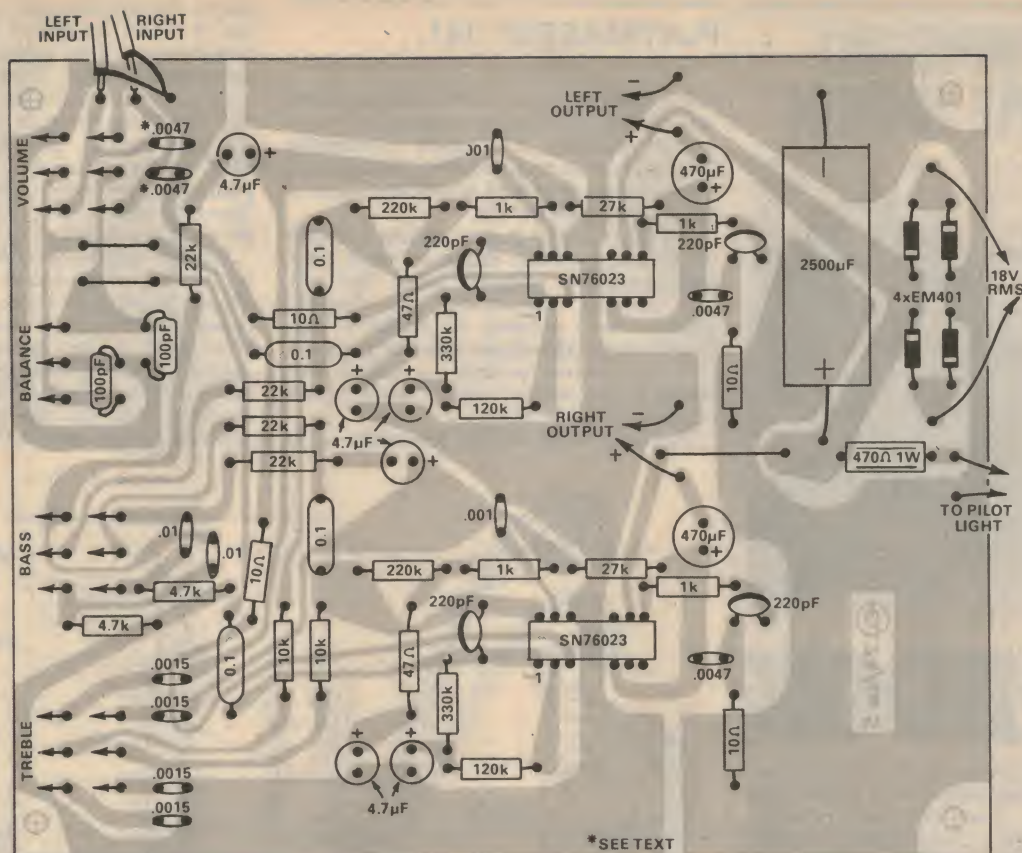 LEFT
INPUT
RIGHT
INPUT
VOLUME
*.0047
*.0047
4.7µF
+
22k
.001
LEFT
OUTPUT
-
+
470µF
+
220k
1k
27k
1k
220pF
220pF
0.1
SN76023
1
.0047
-
2500µF
+
4xEM401
18V
RMS
BALANCE
100pF
100pF
10Ω
47Ω
330k
0.1
10Ω
22k
22k
22k
+
+
120k
4.7µF
+
RIGHT
OUTPUT
-
+
470Ω 1W
TO PILOT
LIGHT
BASS
.01
.01
10Ω
0.1
.001
470µF
+
220k
1k
27k
1k
220pF
220pF
4.7k
4.7k
SN76023
1
.0047
0.1
10k
10k
47Ω
330k
10Ω
TREBLE
.0015
.0015
.0015
.0015
+
+
120k
4.7µF
*SEE TEXT